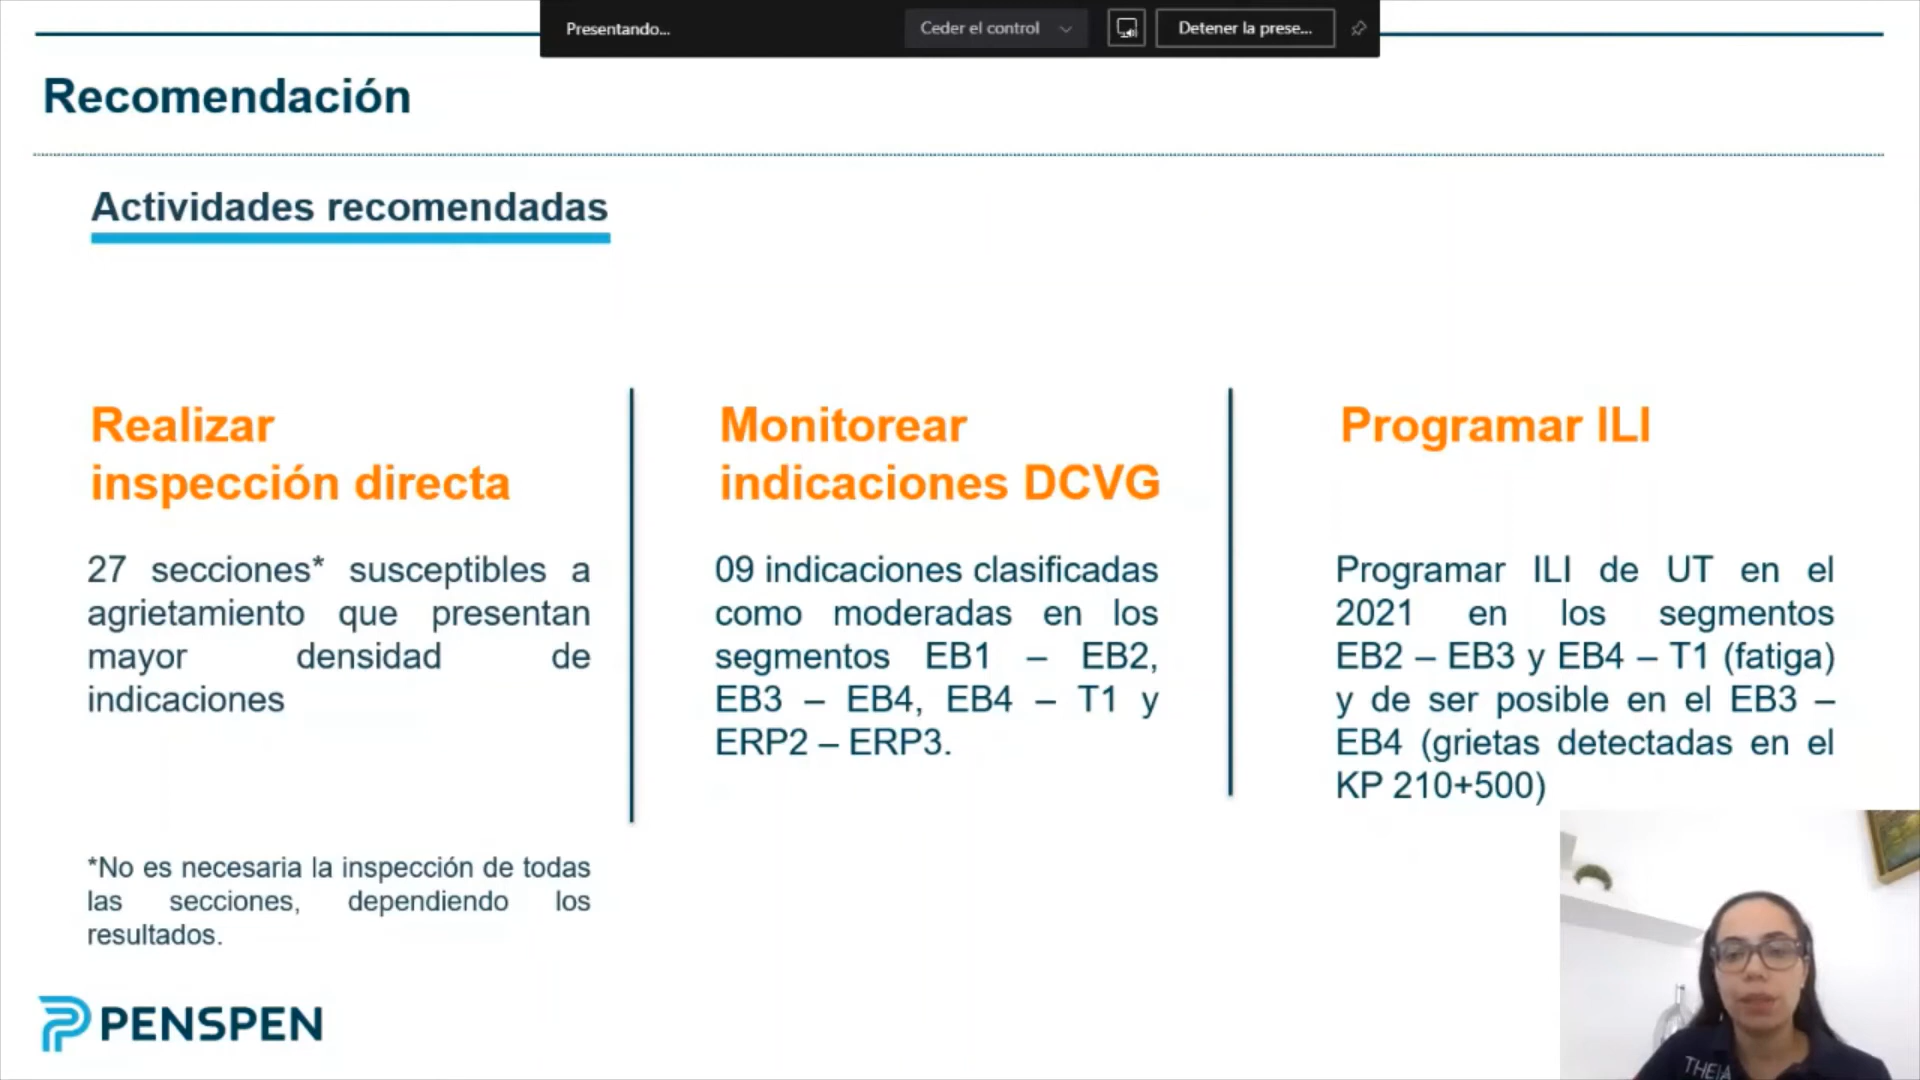 Presentando...
Ceder el control
Detener la prese...
Recomendación
Actividades recomendadas
Realizar
inspección directa
27 secciones* susceptibles a
agrietamiento que presentan
mayor densidad de
indicaciones
*No es necesaria la inspección de todas
las secciones, dependiendo los
resultados.
Monitorear
indicaciones DCVG
09 indicaciones clasificadas
como moderadas en los
segmentos EB1 – EB2,
EB3 – EB4, EB4 – T1 y
ERP2 – ERP3.
Programar ILI
Programar ILI de UT en el
2021 en los segmentos
EB2 – EB3 y EB4 – T1 (fatiga)
y de ser posible en el EB3 –
EB4 (grietas detectadas en el
KP 210+500)
PENSPEN
THEIA